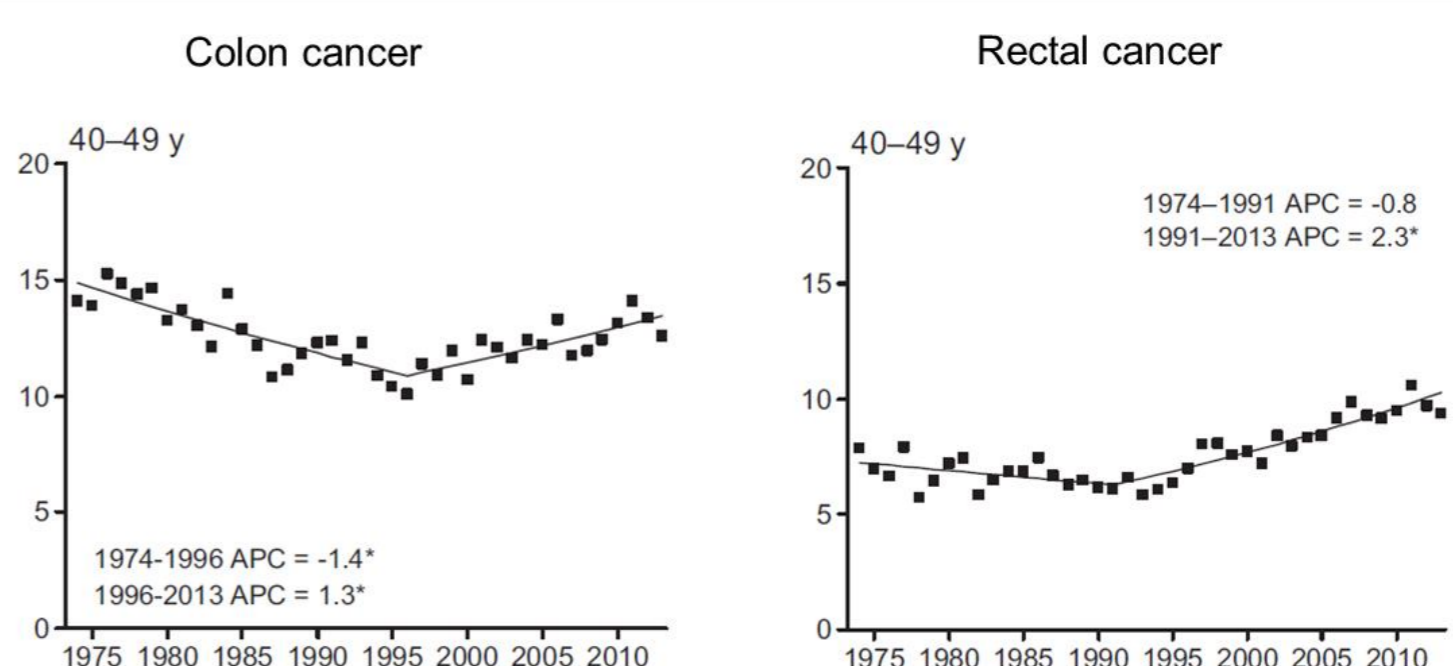 Colon cancer
40–49 y
20
15
10
5
0
1974-1996 APC = -1.4*
1996-2013 APC = 1.3*
1975 1980 1985 1990 1995 2000 2005 2010
Rectal cancer
40–49 y
20
15
10
5
0
1974–1991 APC = -0.8
1991–2013 APC = 2.3*
1975 1980 1985 1990 1995 2000 2005 2010